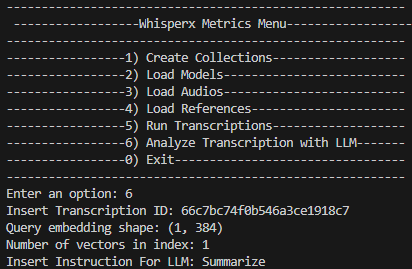 ---------------------------------------------------------
-------------------Whisperx Metrics Menu-----------------
---------------------------------------------------------
-----------------1) Create Collections-------------------
-----------------2) Load Models--------------------------
-----------------3) Load Audios--------------------------
-----------------4) Load References----------------------
-----------------5) Run Transcriptions-------------------
-----------------6) Analyze Transcription with LLM-------
-----------------0) Exit---------------------------------
---------------------------------------------------------
Enter an option: 6
Insert Transcription ID: 66c7bc74f0b546a3ce1918c7
Query embedding shape: (1, 384)
Number of vectors in index: 1
Insert Instruction For LLM: Summarize